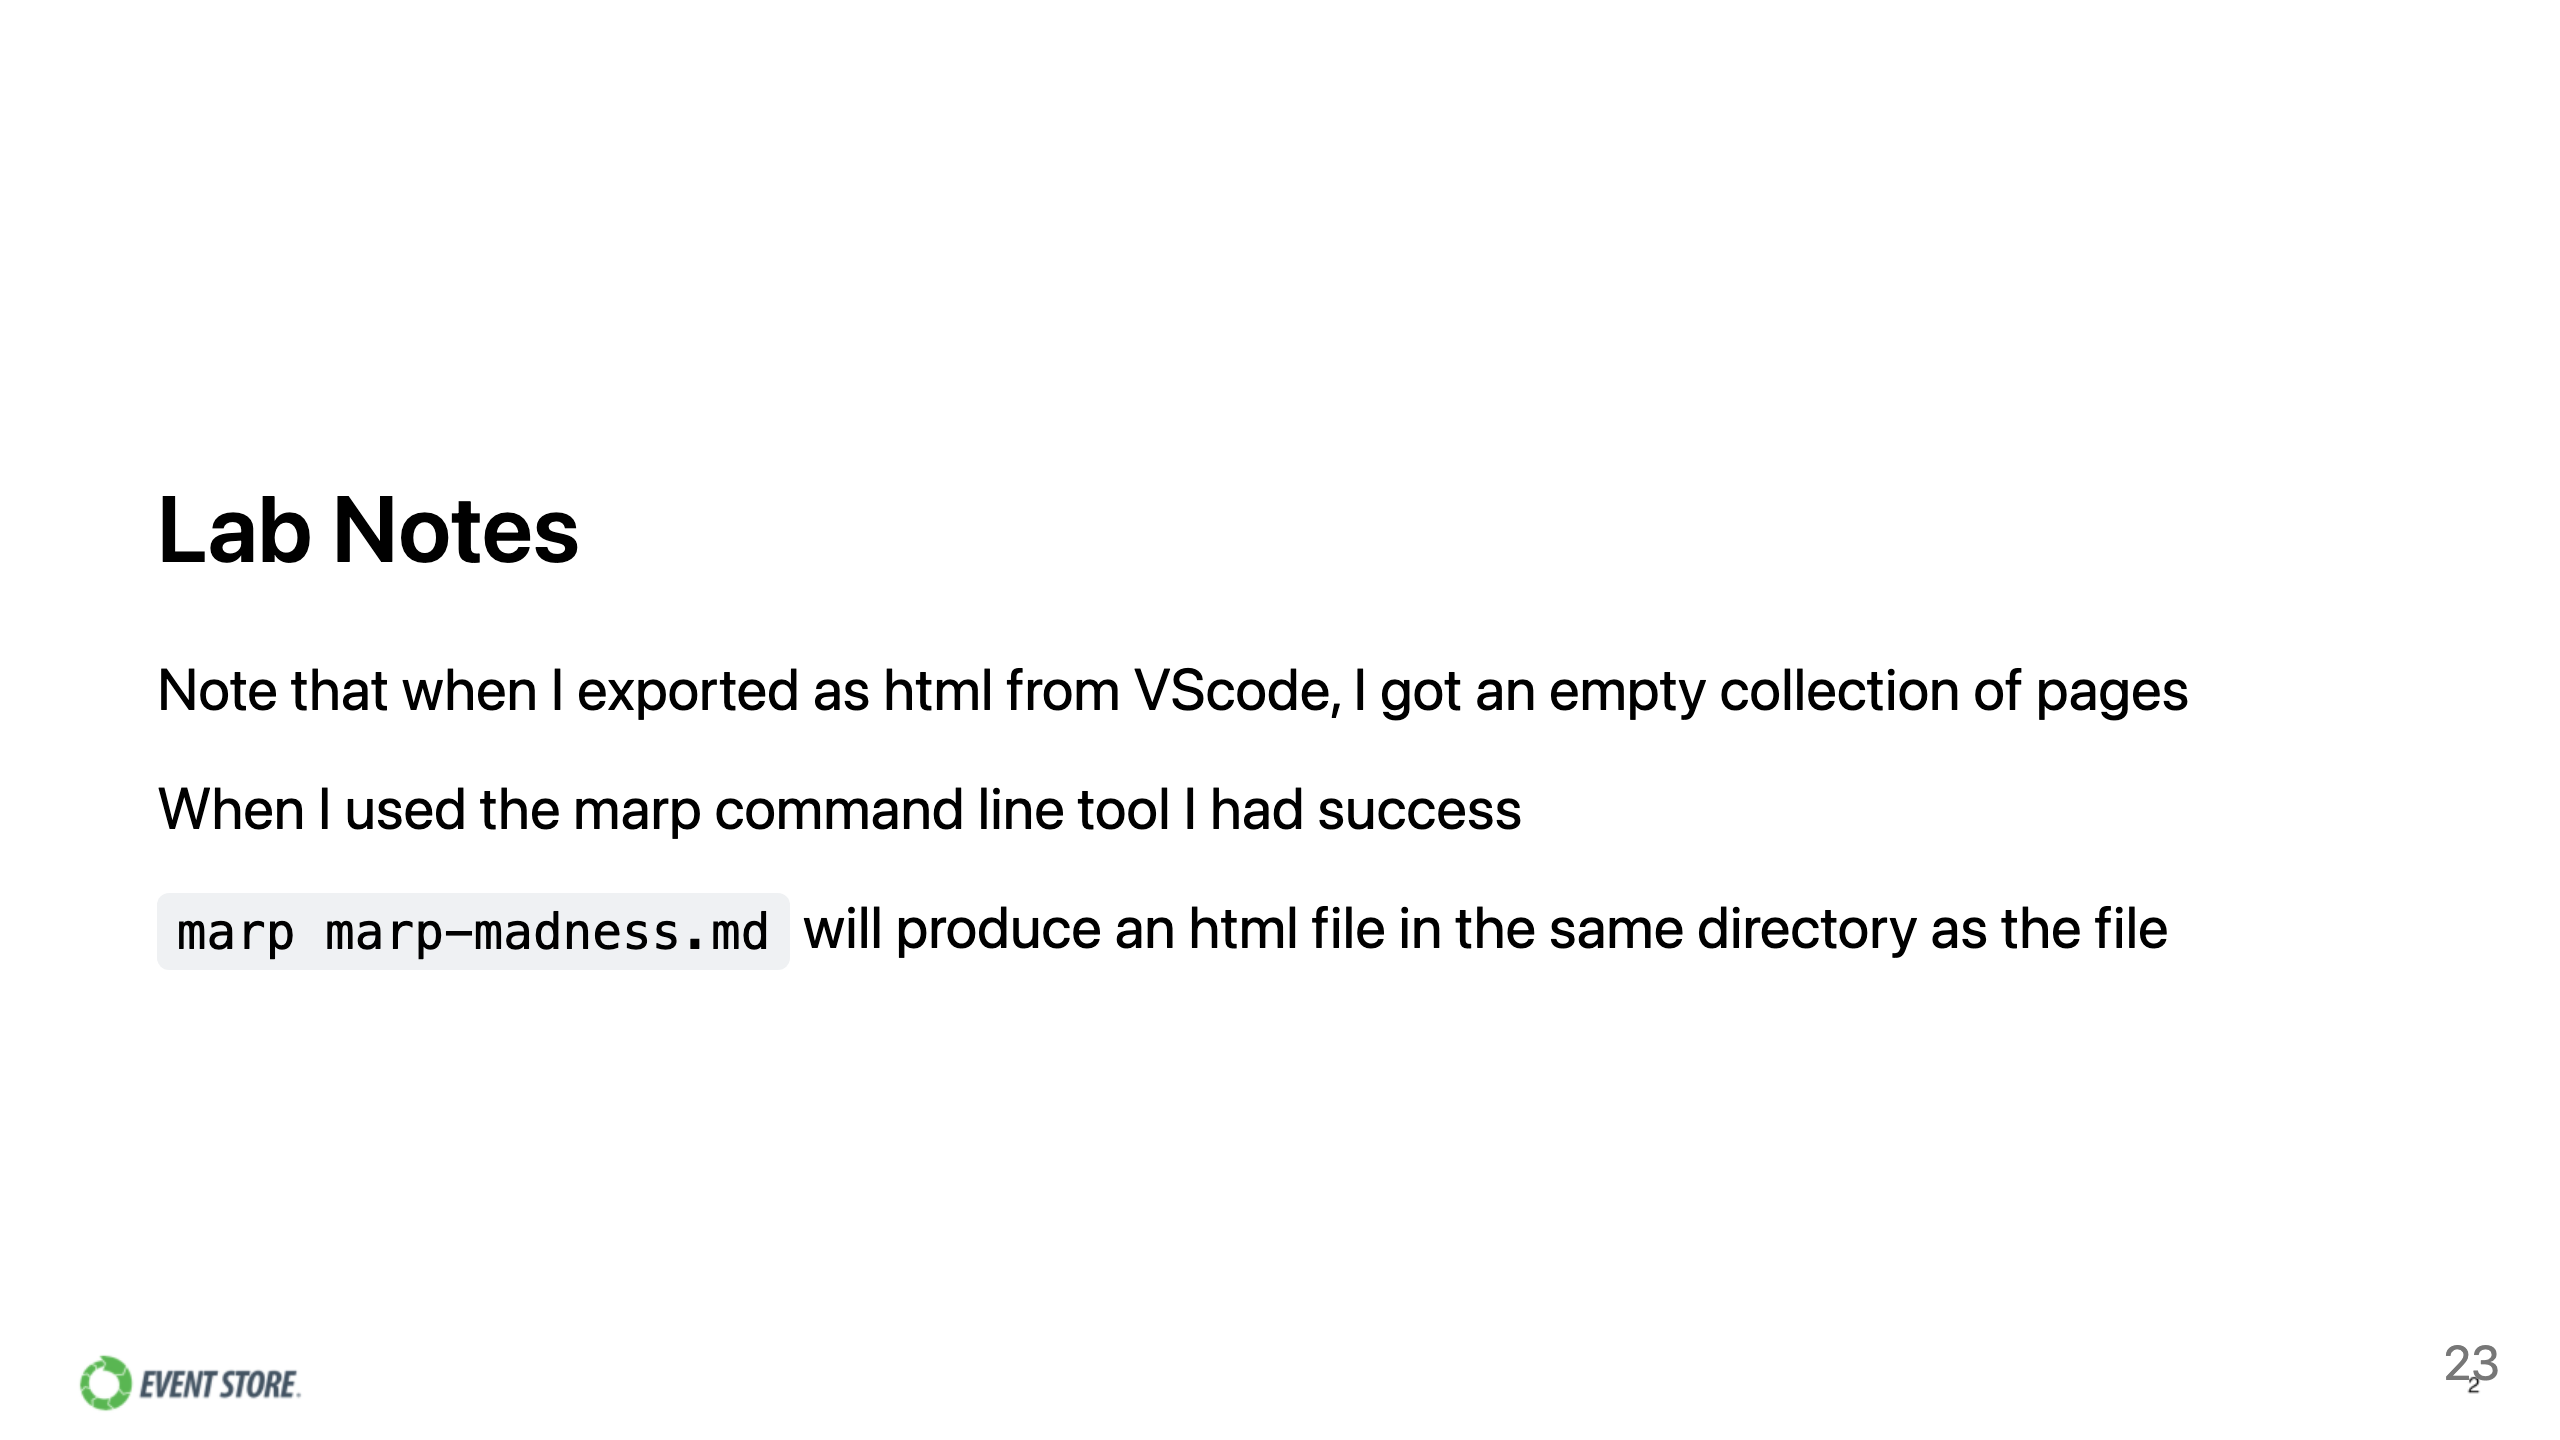 Lab Notes
Note that when I exported as html from VScode, I got an empty collection of pages
When I used the marp command line tool I had success
marp marp-madness.md will produce an html file in the same directory as the file
EVENT STORE.
23
2